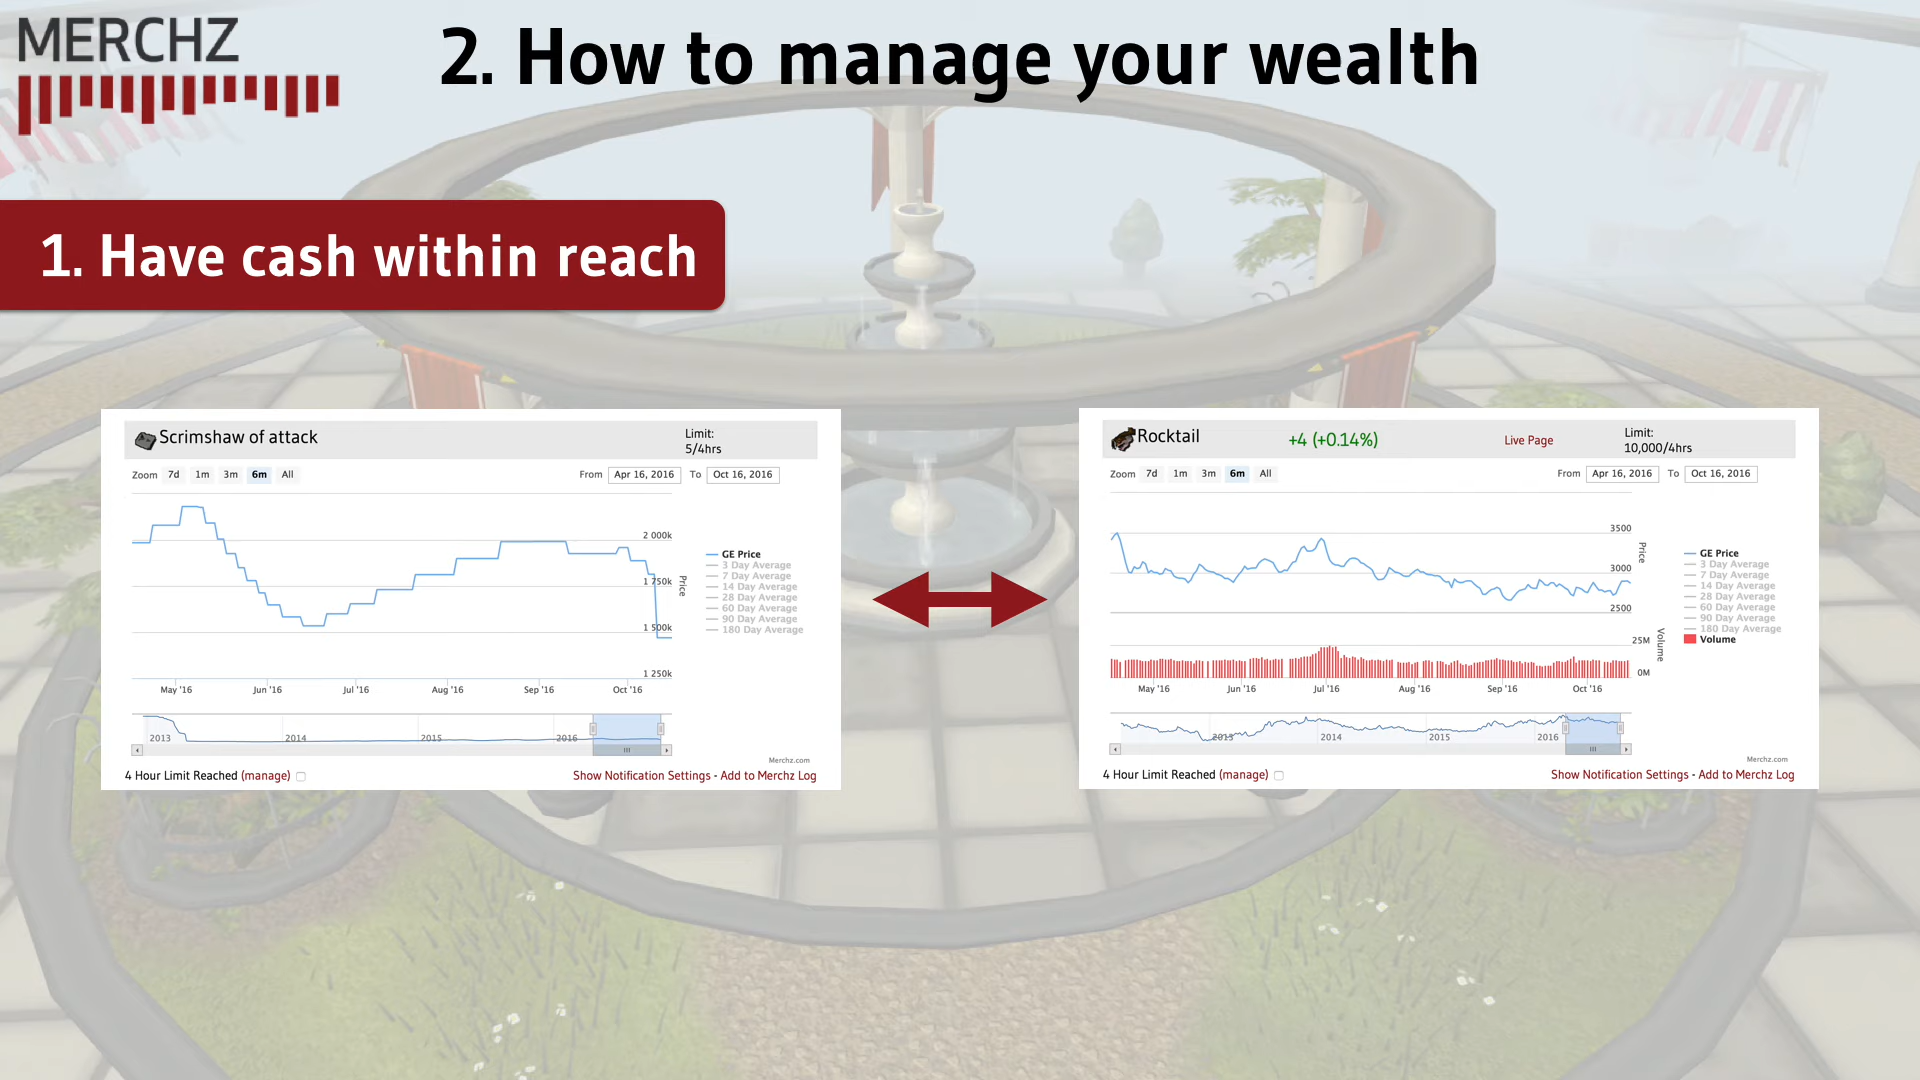 MERCHZ
2. How to manage your wealth
1. Have cash within reach
Scrimshaw of attack
Limit:
5/4hrs
Zoom 7d 1m 3m 6m All
From Apr 16, 2016 To Oct 16, 2016
2 000k
1 750k
1 500k
1 250k
Price
GE Price
3 Day Average
7 Day Average
14 Day Average
28 Day Average
60 Day Average
90 Day Average
180 Day Average
May '16 Jun '16 Jul '16 Aug '16 Sep '16 Oct '16
2013 2014 2015 2016
Merchz.com
4 Hour Limit Reached (manage)
Show Notification Settings - Add to Merchz Log
Rocktail
+4 (+0.14%)
Live Page
Limit:
10,000/4hrs
Zoom 7d 1m 3m 6m All
From Apr 16, 2016 To Oct 16, 2016
3500
3000
2500
Price
25M
0M
Volume
GE Price
3 Day Average
7 Day Average
14 Day Average
28 Day Average
60 Day Average
90 Day Average
180 Day Average
Volume
May '16 Jun '16 Jul '16 Aug '16 Sep '16 Oct '16
2013 2014 2015 2016
Merchz.com
4 Hour Limit Reached (manage)
Show Notification Settings - Add to Merchz Log